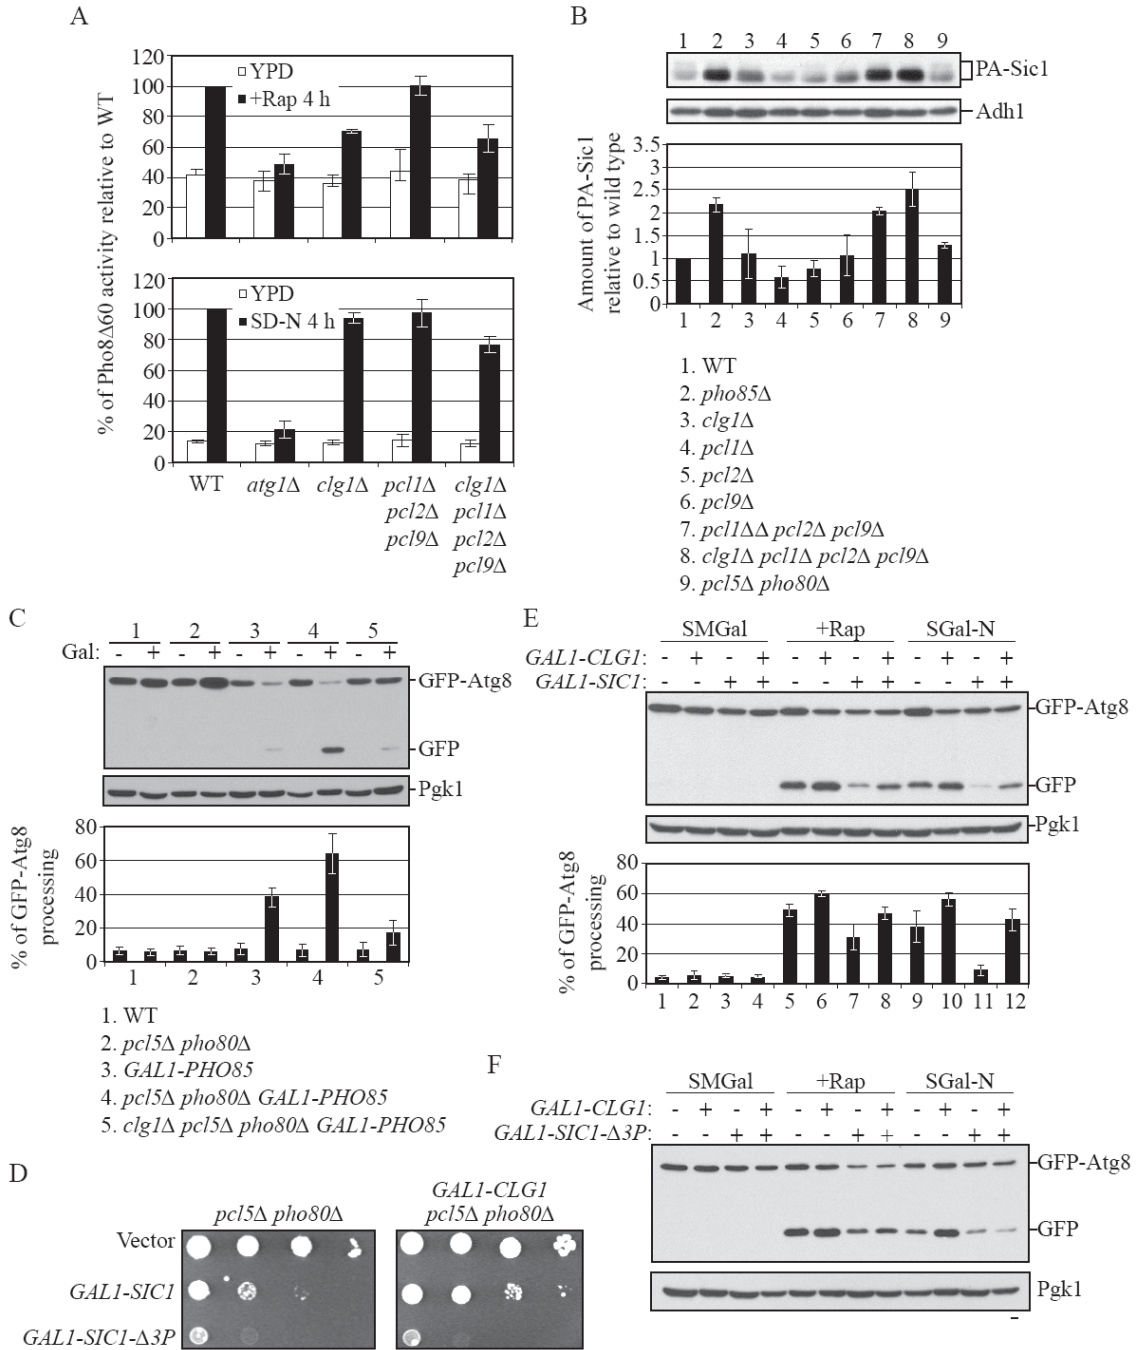 A
% of Pho8Δ60 activity relative to WT
120
100
80
60
40
20
0
YPD
+Rap 4 h
120
100
80
60
40
20
0
YPD
SD-N 4 h
WT
atg1Δ
clg1Δ
pcl1Δ
pcl2Δ
pcl9Δ
clg1Δ
pcl1Δ
pcl2Δ
pcl9Δ
B
1 2 3 4 5 6 7 8 9
PA-Sic1
Adh1
Amount of PA-Sic1
relative to wild type
3.5
3
2.5
2
1.5
1
0.5
0
1 2 3 4 5 6 7 8 9
1. WT
2. pho85Δ
3. clg1Δ
4. pcl1Δ
5. pcl2Δ
6. pcl9Δ
7. pcl1ΔΔ pcl2Δ pcl9Δ
8. clg1Δ pcl1Δ pcl2Δ pcl9Δ
9. pcl5Δ pho80Δ
C
1 2 3 4 5
Gal: - + - + - + - + - +
GFP-Atg8
GFP
Pgk1
% of GFP-Atg8
processing
80
60
40
20
0
1 2 3 4 5
1. WT
2. pcl5Δ pho80Δ
3. GAL1-PHO85
4. pcl5Δ pho80Δ GAL1-PHO85
5. clg1Δ pcl5Δ pho80Δ GAL1-PHO85
D
pcl5Δ pho80Δ
GAL1-CLG1
pcl5Δ pho80Δ
Vector
GAL1-SIC1
GAL1-SIC1-Δ3P
E
SMGal +Rap SGal-N
GAL1-CLG1: - + - + - + - + - + - +
GAL1-SIC1: - - + + - - + + - - + +
GFP-Atg8
GFP
Pgk1
% of GFP-Atg8
processing
80
60
40
20
0
1 2 3 4 5 6 7 8 9 10 11 12
F
SMGal +Rap SGal-N
GAL1-CLG1: - + - + - + - + - + - +
GAL1-SIC1-Δ3P: - - + + - - + + - - + +
GFP-Atg8
GFP
Pgk1
-